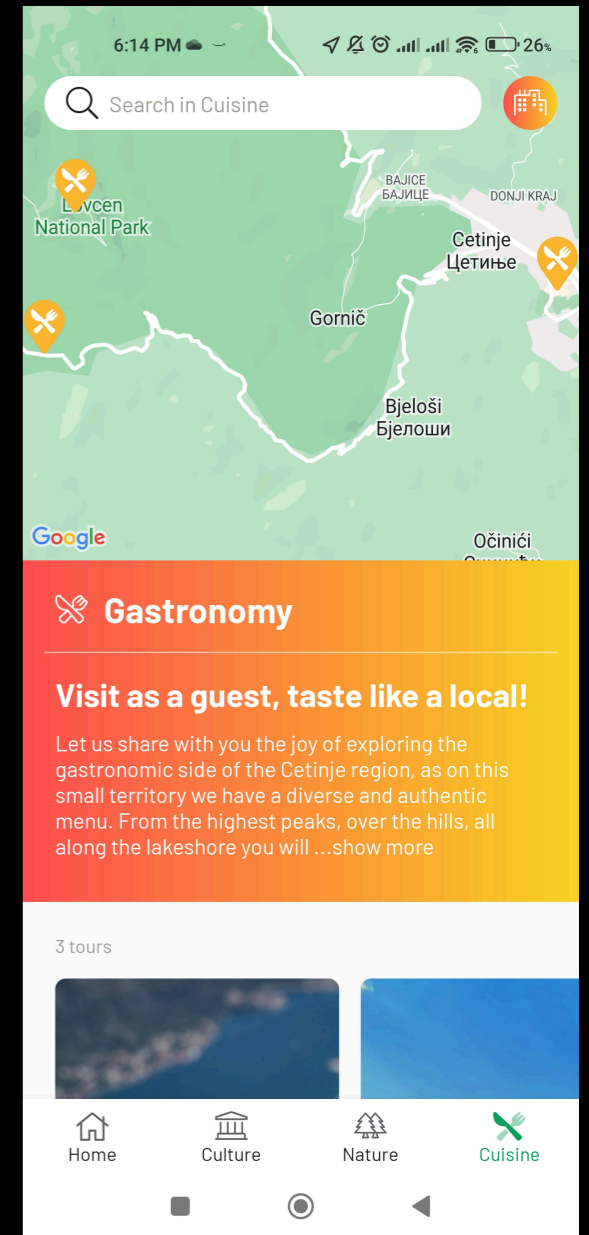 6:14 PM
26%
Search in Cuisine
BAJICE
БАЈИЦЕ
DONJI KRAJ
Lovcen
National Park
Cetinje
Цетиње
Gornič
Bjeloši
Бјелоши
Google
Očinići
Gastronomy
Visit as a guest, taste like a local!
Let us share with you the joy of exploring the
gastronomic side of the Cetinje region, as on this
small territory we have a diverse and authentic
menu. From the highest peaks, over the hills, all
along the lakeshore you will ...show more
3 tours
Home
Culture
Nature
Cuisine